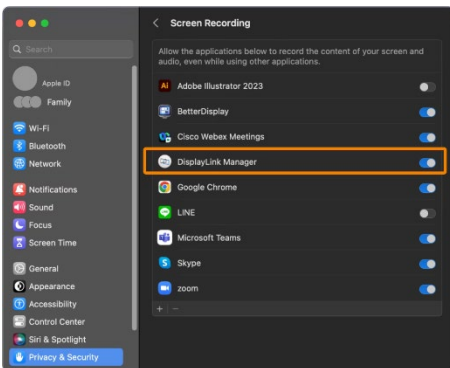 Screen Recording
Search
Apple ID
Family
Wi-Fi
Bluetooth
Network
Notifications
Sound
Focus
Screen Time
General
Appearance
Accessibility
Control Center
Siri & Spotlight
Privacy & Security
Allow the applications below to record the content of your screen and
audio, even while using other applications.
Ai Adobe Illustrator 2023
BetterDisplay
Cisco Webex Meetings
DisplayLink Manager
Google Chrome
LINE
Microsoft Teams
Skype
zoom
+ −